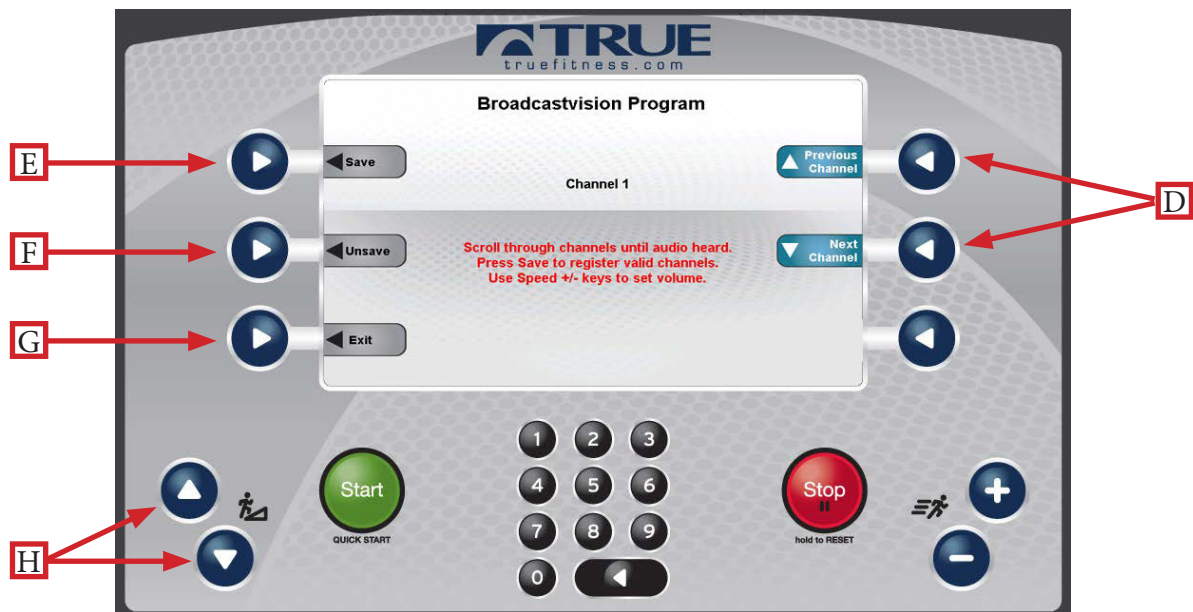 TRUE
truefitness.com
Broadcastvision Program
E
Save
Previous
Channel
D
Channel 1
F
Unsave
Scroll through channels until audio heard.
Press Save to register valid channels.
Use Speed +/- keys to set volume.
Next
Channel
G
Exit
1 2 3
4 5 6
7 8 9
0
Start
QUICK START
Stop
hold to RESET
+
-
H